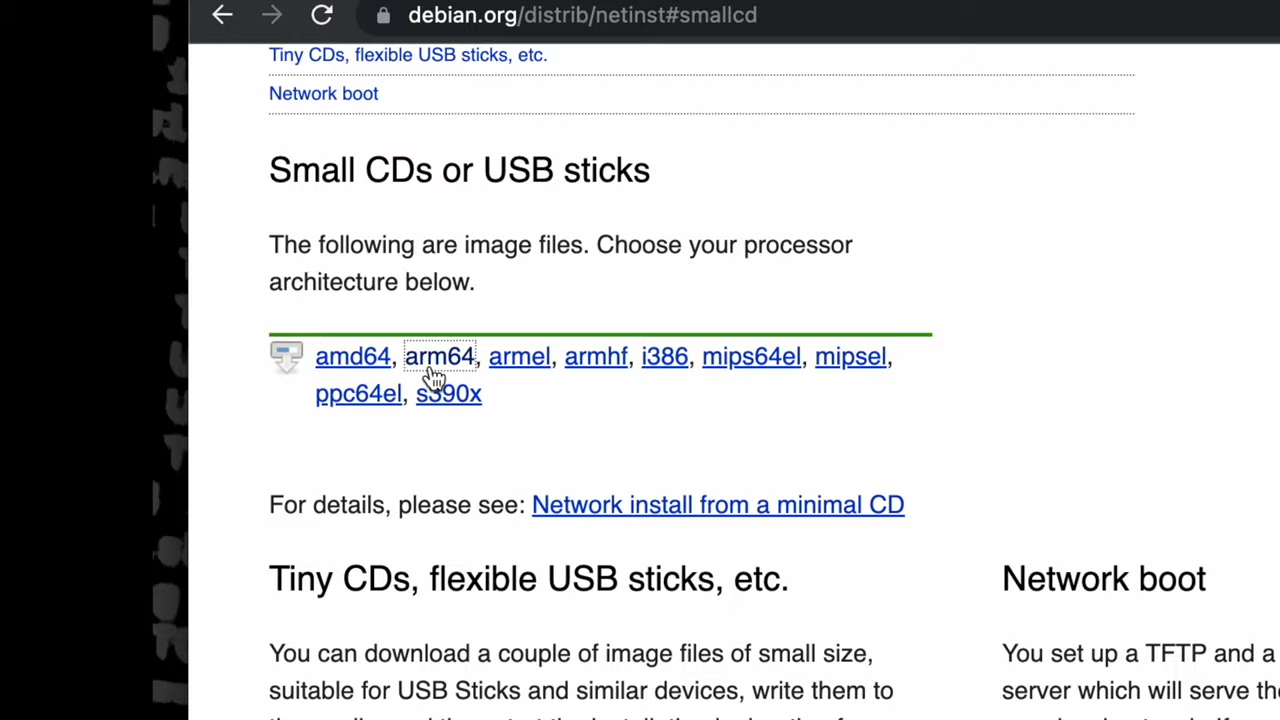 debian.org/distrib/netinst#smallcd
Tiny CDs, flexible USB sticks, etc.
Network boot
Small CDs or USB sticks
The following are image files. Choose your processor
architecture below.
amd64, arm64, armel, armhf, i386, mips64el, mipsel,
ppc64el, s390x
For details, please see: Network install from a minimal CD
Tiny CDs, flexible USB sticks, etc.
Network boot
You can download a couple of image files of small size,
You set up a TFTP and a
suitable for USB Sticks and similar devices, write them to
server which will serve